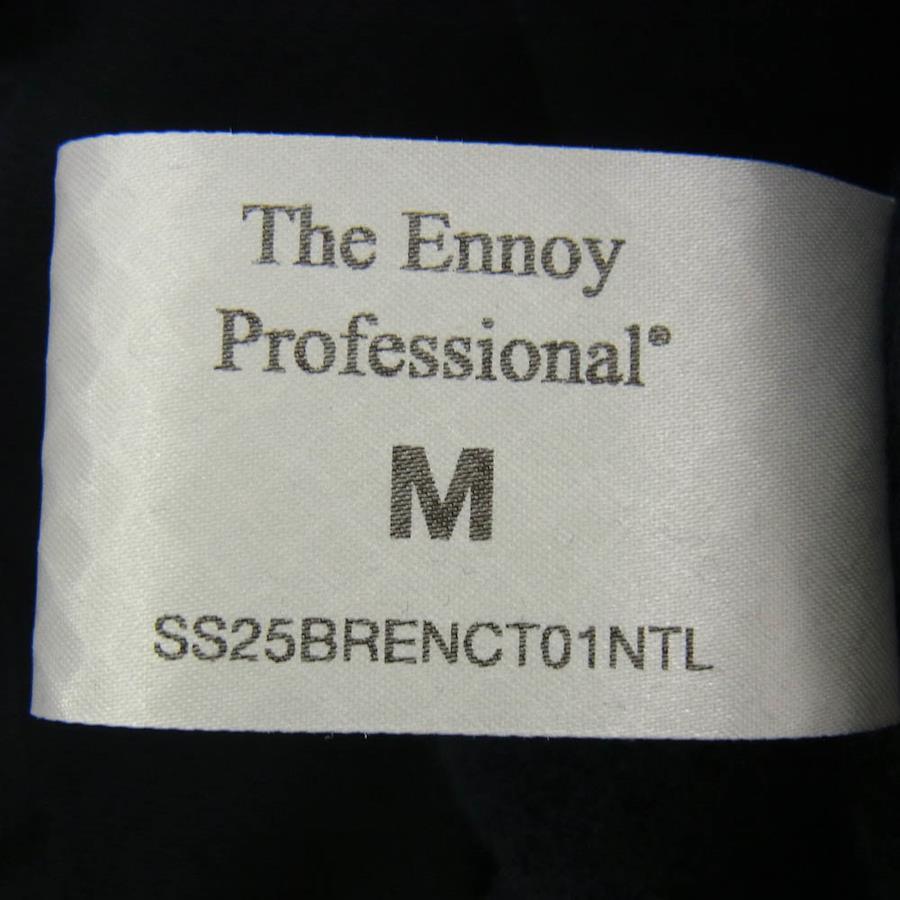 The Ennoy
Professional®
M
SS25BRENCT01NTL